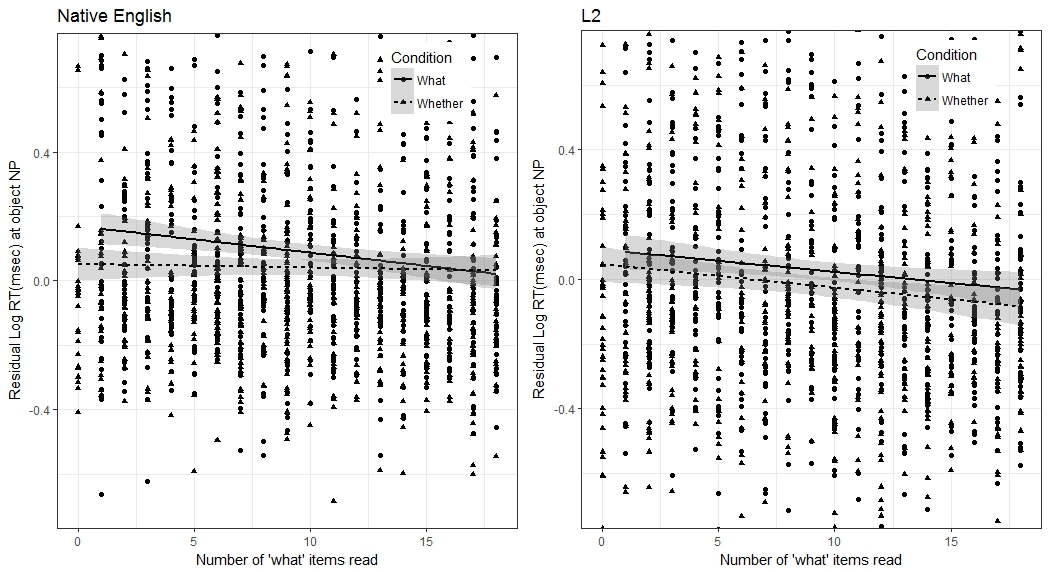 Native English
Residual Log RT(msec) at object NP
0.4
0.0
-0.4
Condition
What
Whether
0
5
10
15
Number of 'what' items read
L2
Residual Log RT(msec) at object NP
0.4
0.0
-0.4
Condition
What
Whether
0
5
10
15
Number of 'what' items read